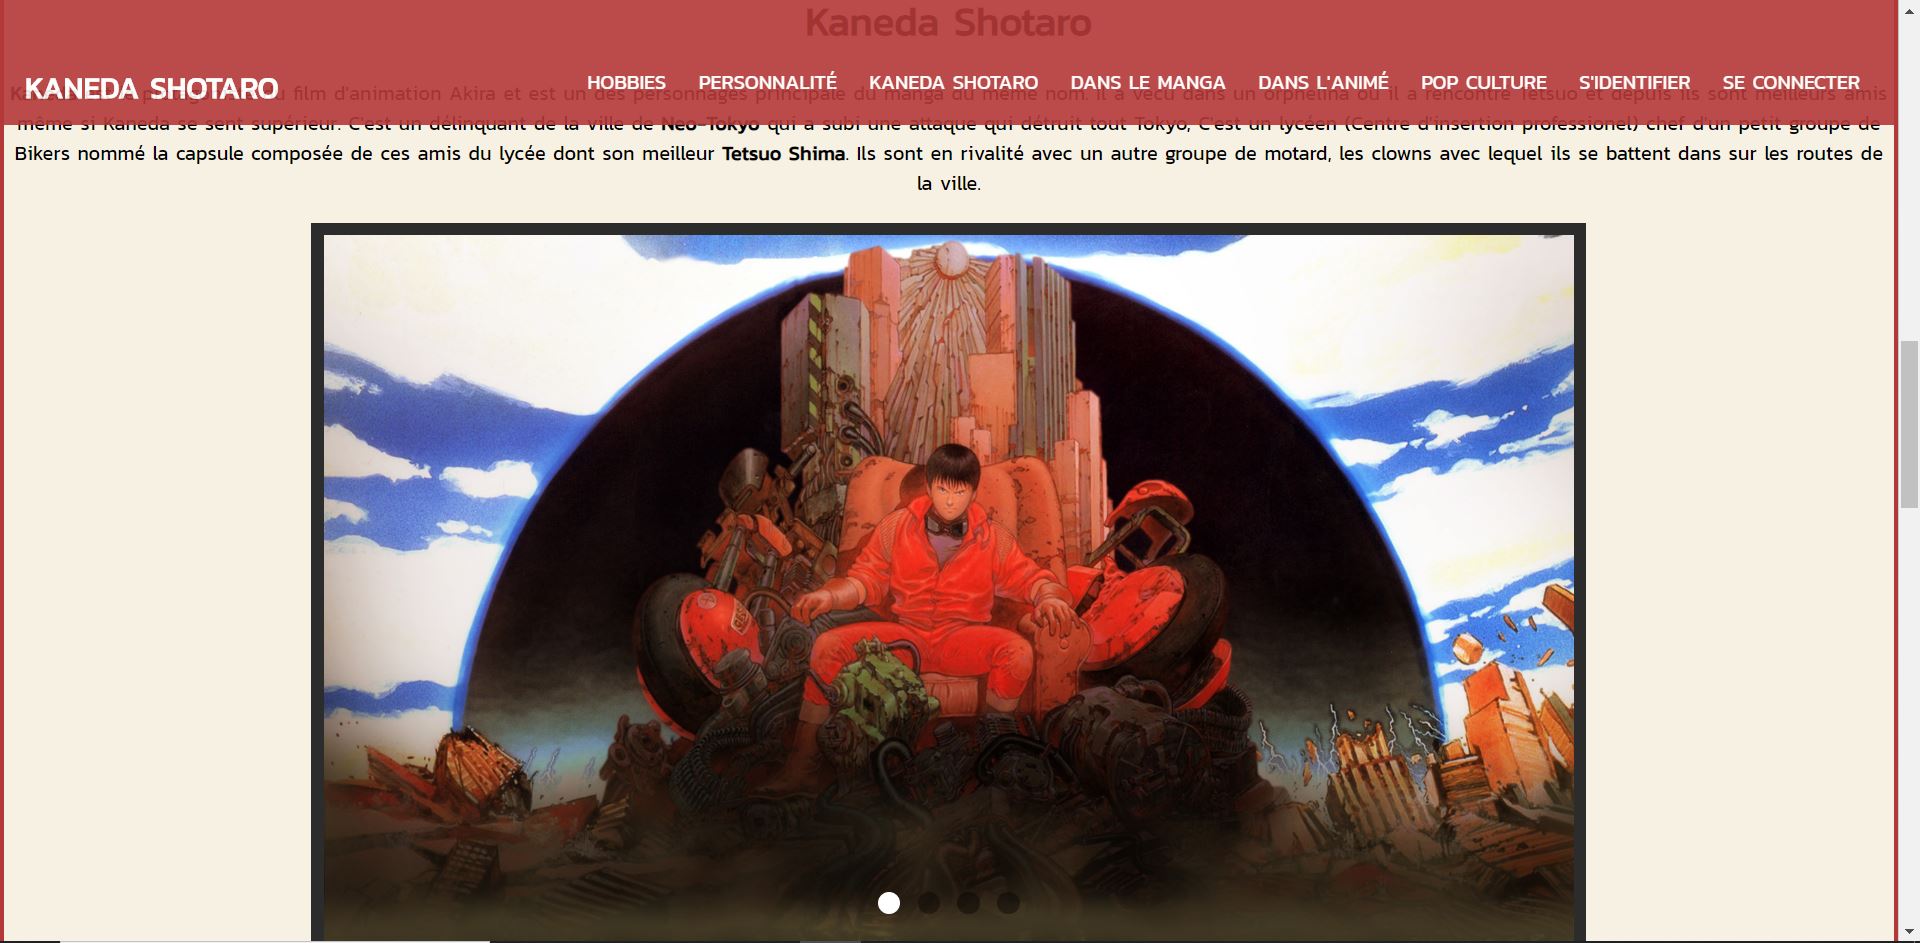 Kaneda Shotaro
KANEDA SHOTARO
HOBBIES PERSONNALITÉ KANEDA SHOTARO DANS LE MANGA DANS L'ANIMÉ POP CULTURE S'IDENTIFIER SE CONNECTER
film d'animation Akira et est un des personnages principale du manga du même nom. Il a vécu dans un orphelina où il a rencontré Tetsuo et depuis ils sont meilleurs amis
même si Kaneda se sent supérieur. C'est un délinquant de la ville de Neo-Tokyo qui a subi une attaque qui détruit tout Tokyo, C'est un lycéen (Centre d'insertion professionel) chef d'un petit groupe de
Bikers nommé la capsule composée de ces amis du lycée dont son meilleur Tetsuo Shima. Ils sont en rivalité avec un autre groupe de motard, les clowns avec lequel ils se battent dans sur les routes de
la ville.